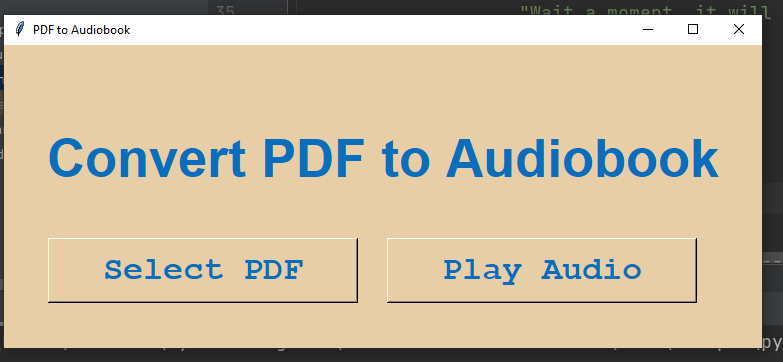 35
"Wait a moment, it will
PDF to Audiobook
Convert PDF to Audiobook
Select PDF
Play Audio